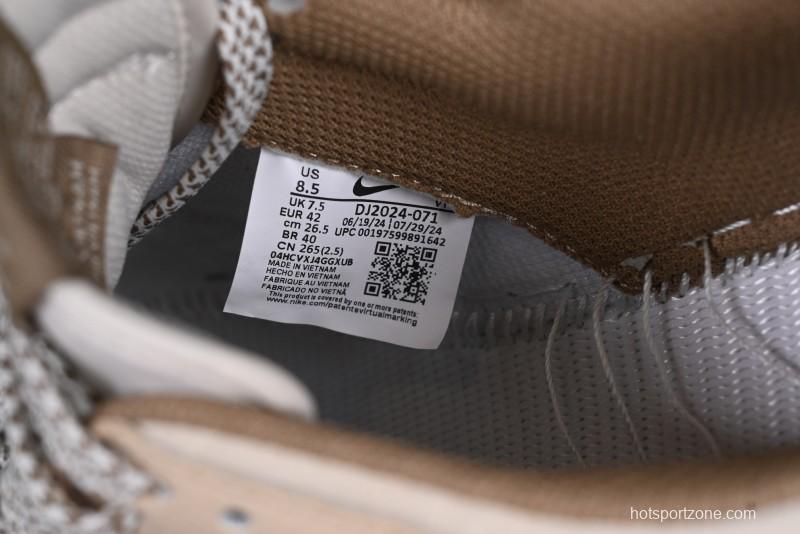 US
8.5
UK 7.5
EUR 42
cm 26.5
BR 40
CN 265(2.5)
04HCVXJ4GGXUB
MADE IN VIETNAM
HECHO EN VIETNAM
FABRIQUE AU VIETNAM
FABRICADO NO VIETNÃ
This product is covered by one or more patents:
www.nike.com/patentsvirtualmarking
V1
DJ2024-071
06/19/24 | 07/29/24
UPC 00197599891642
hotsportzone.com